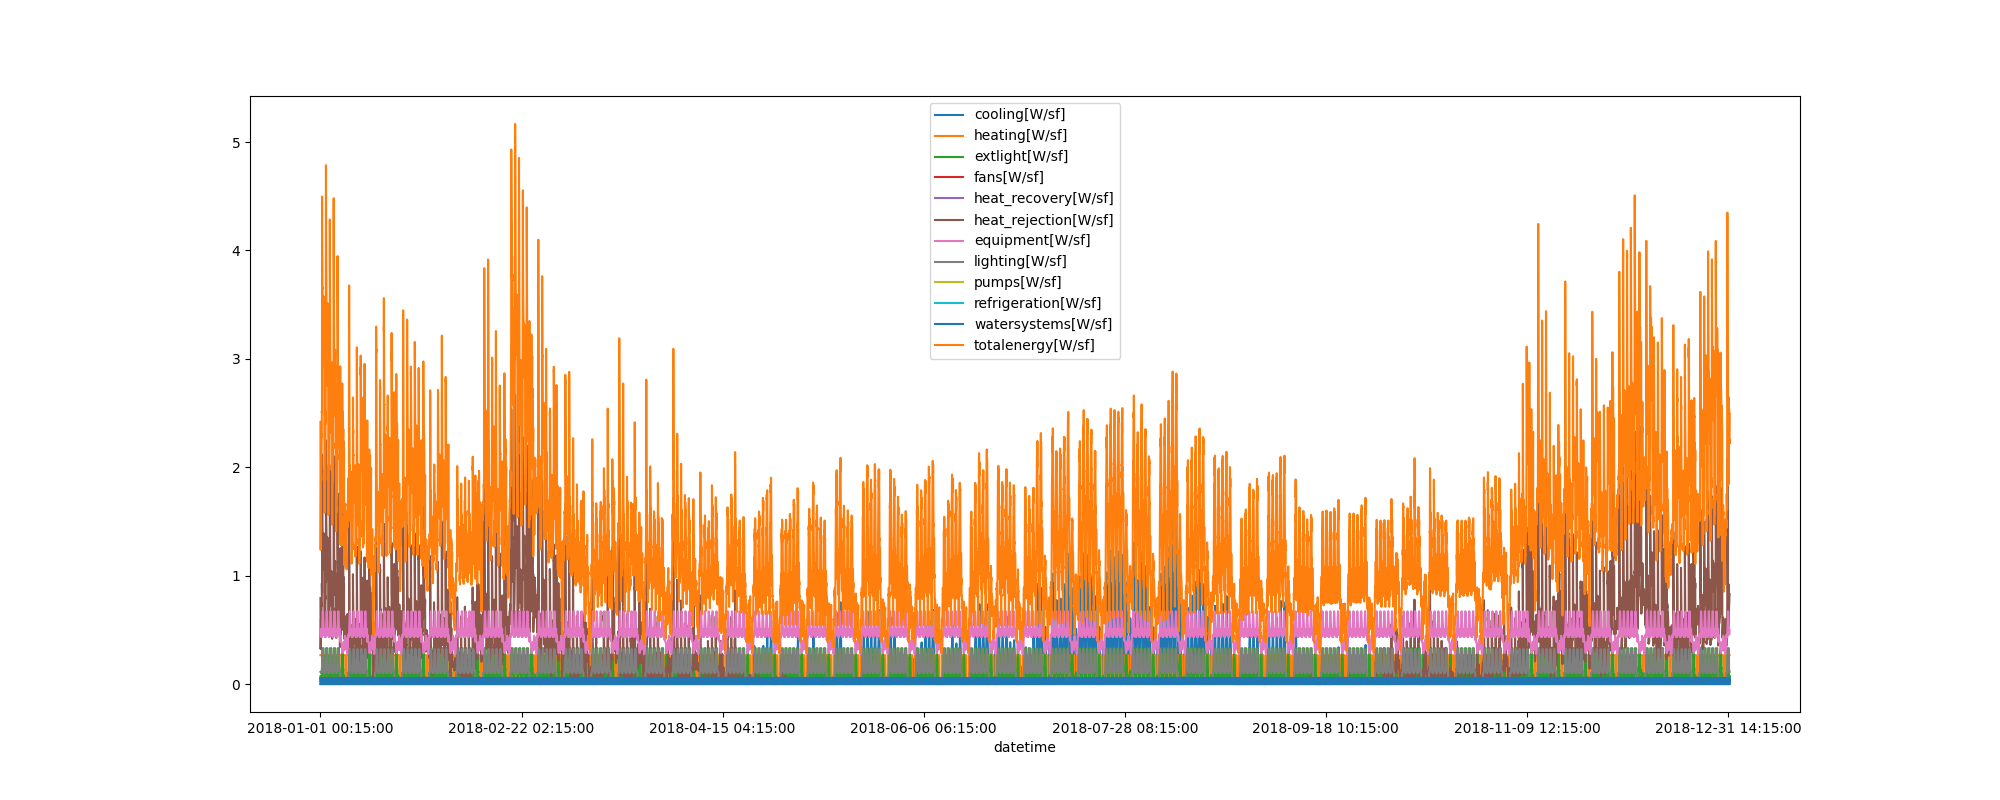 5
4
3
2
1
0
cooling[W/sf]
heating[W/sf]
extlight[W/sf]
fans[W/sf]
heat_recovery[W/sf]
heat_rejection[W/sf]
equipment[W/sf]
lighting[W/sf]
pumps[W/sf]
refrigeration[W/sf]
watersystems[W/sf]
totalenergy[W/sf]
2018-01-01 00:15:00 2018-02-22 02:15:00 2018-04-15 04:15:00 2018-06-06 06:15:00 2018-07-28 08:15:00 2018-09-18 10:15:00 2018-11-09 12:15:00 2018-12-31 14:15:00
datetime